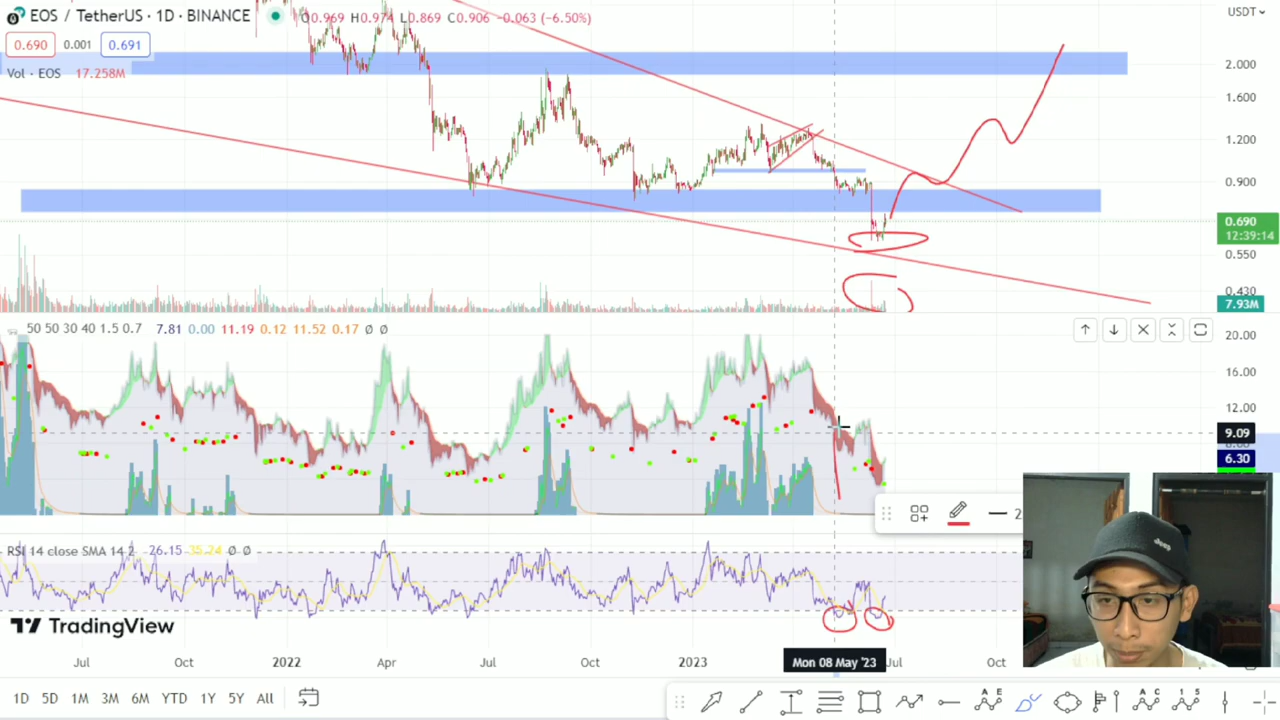 EOS / TetherUS · 1D · BINANCE O0.969 H0.974 L0.869 C0.906 -0.063 (-6.50%) USDT
0.690 0.001 0.691
Vol · EOS 17.258M
2.000
1.600
1.200
0.900
0.690
12:39:14
0.550
0.430
7.93M
50 50 30 40 1.5 0.7 7.81 0.00 11.19 0.12 11.52 0.17 Ø Ø
20.00
16.00
12.00
9.09
6.30
2
RSI 14 close SMA 14 2 26.15 35.24 Ø Ø
Jeep
TradingView
Jul Oct 2022 Apr Jul Oct 2023 Mon 08 May '23 Jul Oct
1D 5D 1M 3M 6M YTD 1Y 5Y All
A E A C 1 5